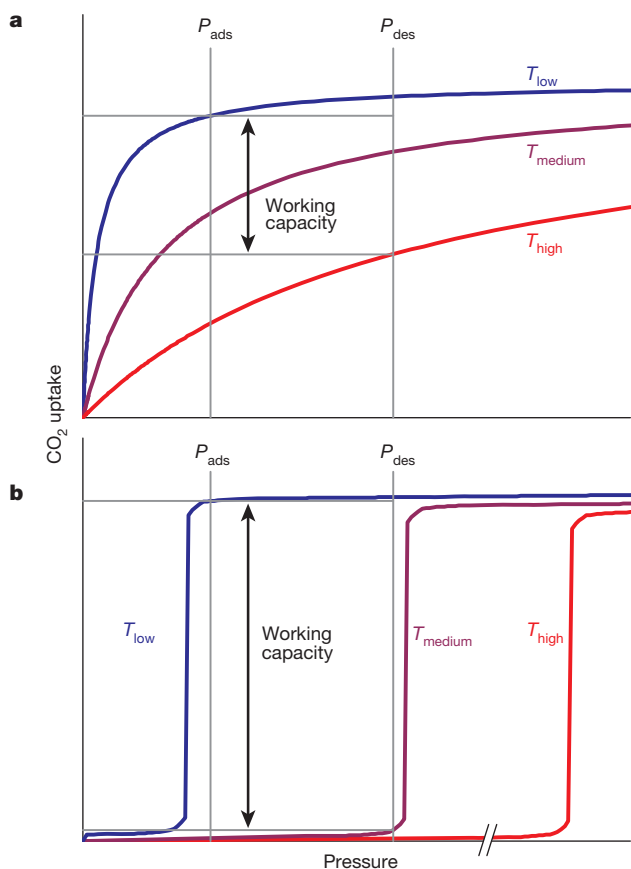 a
P_ads
P_des
T_low
T_medium
Working
capacity
T_high
CO₂ uptake
P_ads
P_des
b
T_low
Working
capacity
T_medium
T_high
Pressure